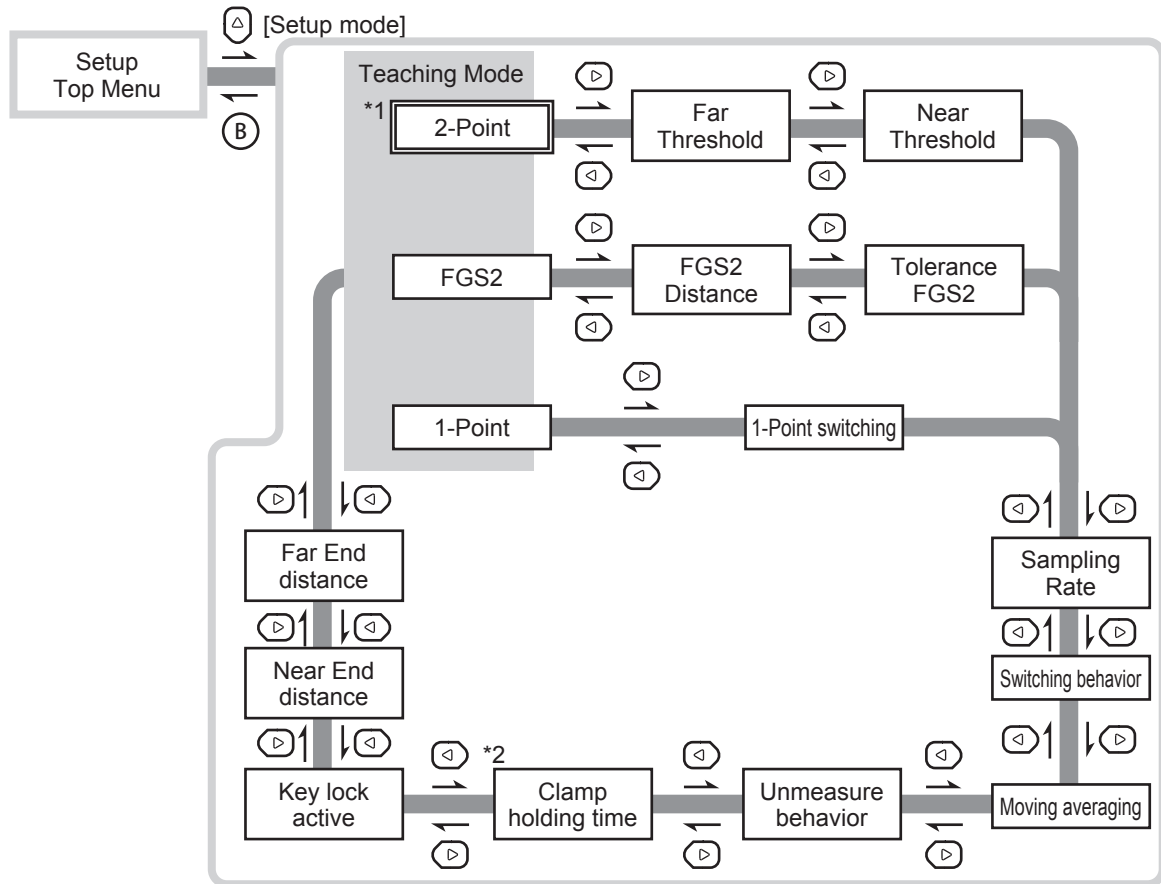 [Setup mode]
Setup
Top Menu
B
Teaching Mode
*1
2-Point
Far
Threshold
Near
Threshold
FGS2
FGS2
Distance
Tolerance
FGS2
1-Point
1-Point switching
Far End
distance
Sampling
Rate
Near End
distance
Switching behavior
*2
Key lock
active
Clamp
holding time
Unmeasure
behavior
Moving averaging